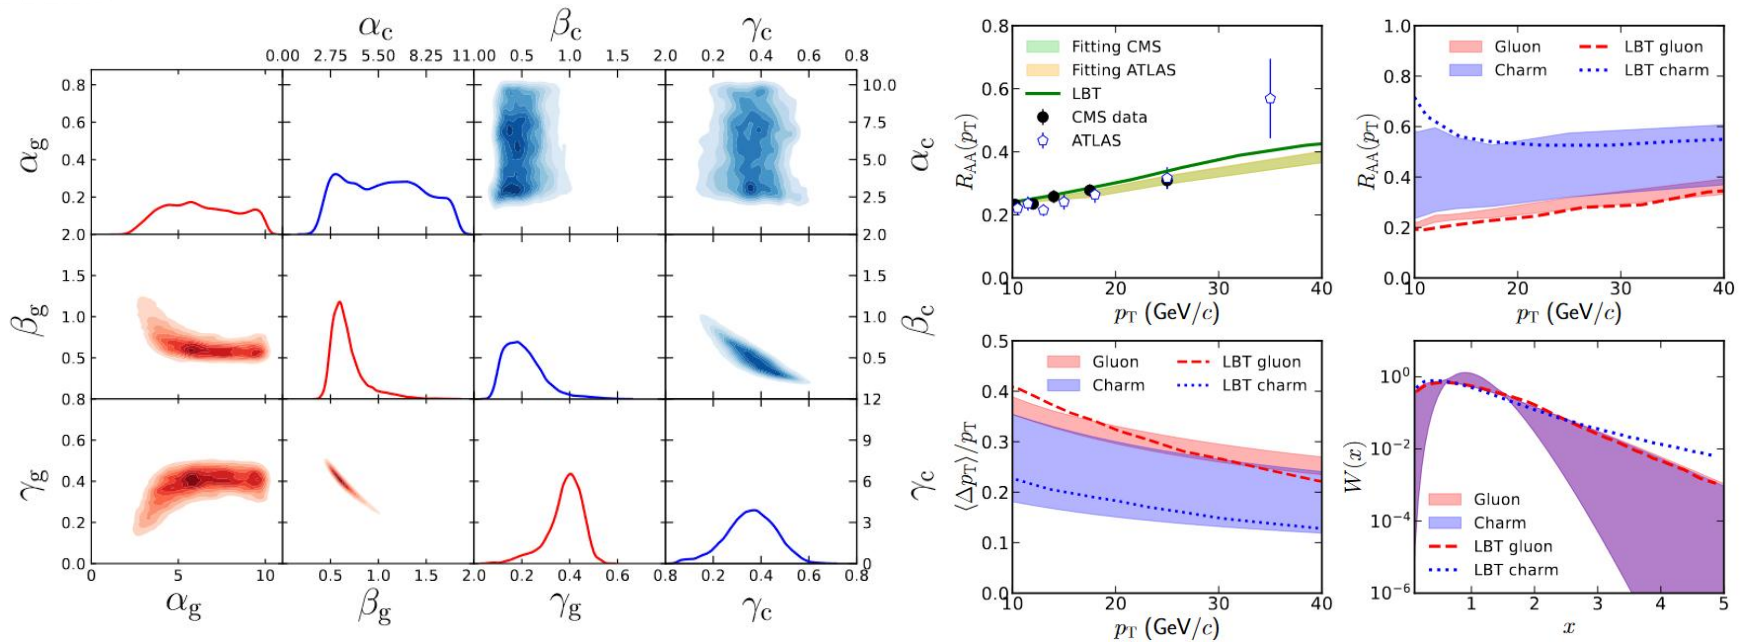 α_c
β_c
γ_c
0.00 2.75 5.50 8.25 11.00 0.5 1.0 1.5 2.0 0.2 0.4 0.6 0.8
α_g
0.8
0.6
0.4
0.2
2.0
10.0
7.5
5.0
2.5
2.0
α_c
β_g
1.5
1.0
0.5
0.8
1.5
1.0
0.5
12
β_c
γ_g
0.6
0.4
0.2
0.0
9
6
3
0
γ_c
0 5 10 0.5 1.0 1.5 2.0 0.2 0.4 0.6 0.8 0.2 0.4 0.6 0.8
α_g
β_g
γ_g
γ_c
R_AA(p_T)
0.8
0.6
0.4
0.2
0.0
Fitting CMS
Fitting ATLAS
LBT
CMS data
ATLAS
10 20 30 40
p_T (GeV/c)
R_AA(p_T)
1.0
0.8
0.6
0.4
0.2
0.0
Gluon
Charm
LBT gluon
LBT charm
10 20 30 40
p_T (GeV/c)
⟨Δp_T⟩/p_T
0.5
0.4
0.3
0.2
0.1
0.0
Gluon
Charm
LBT gluon
LBT charm
10 20 30 40
p_T (GeV/c)
W(x)
10^0
10^−2
10^−4
10^−6
Gluon
Charm
LBT gluon
LBT charm
1 2 3 4 5
x